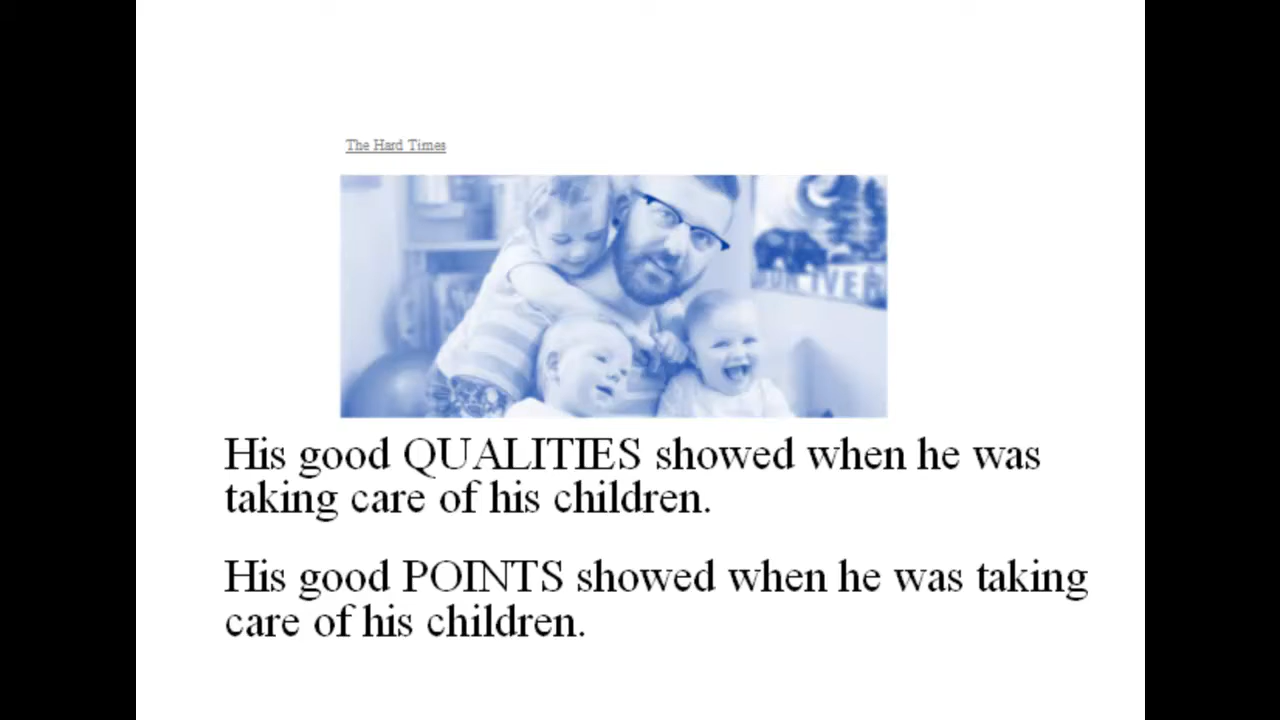 The Hard Times
His good QUALITIES showed when he was
taking care of his children.
His good POINTS showed when he was taking
care of his children.